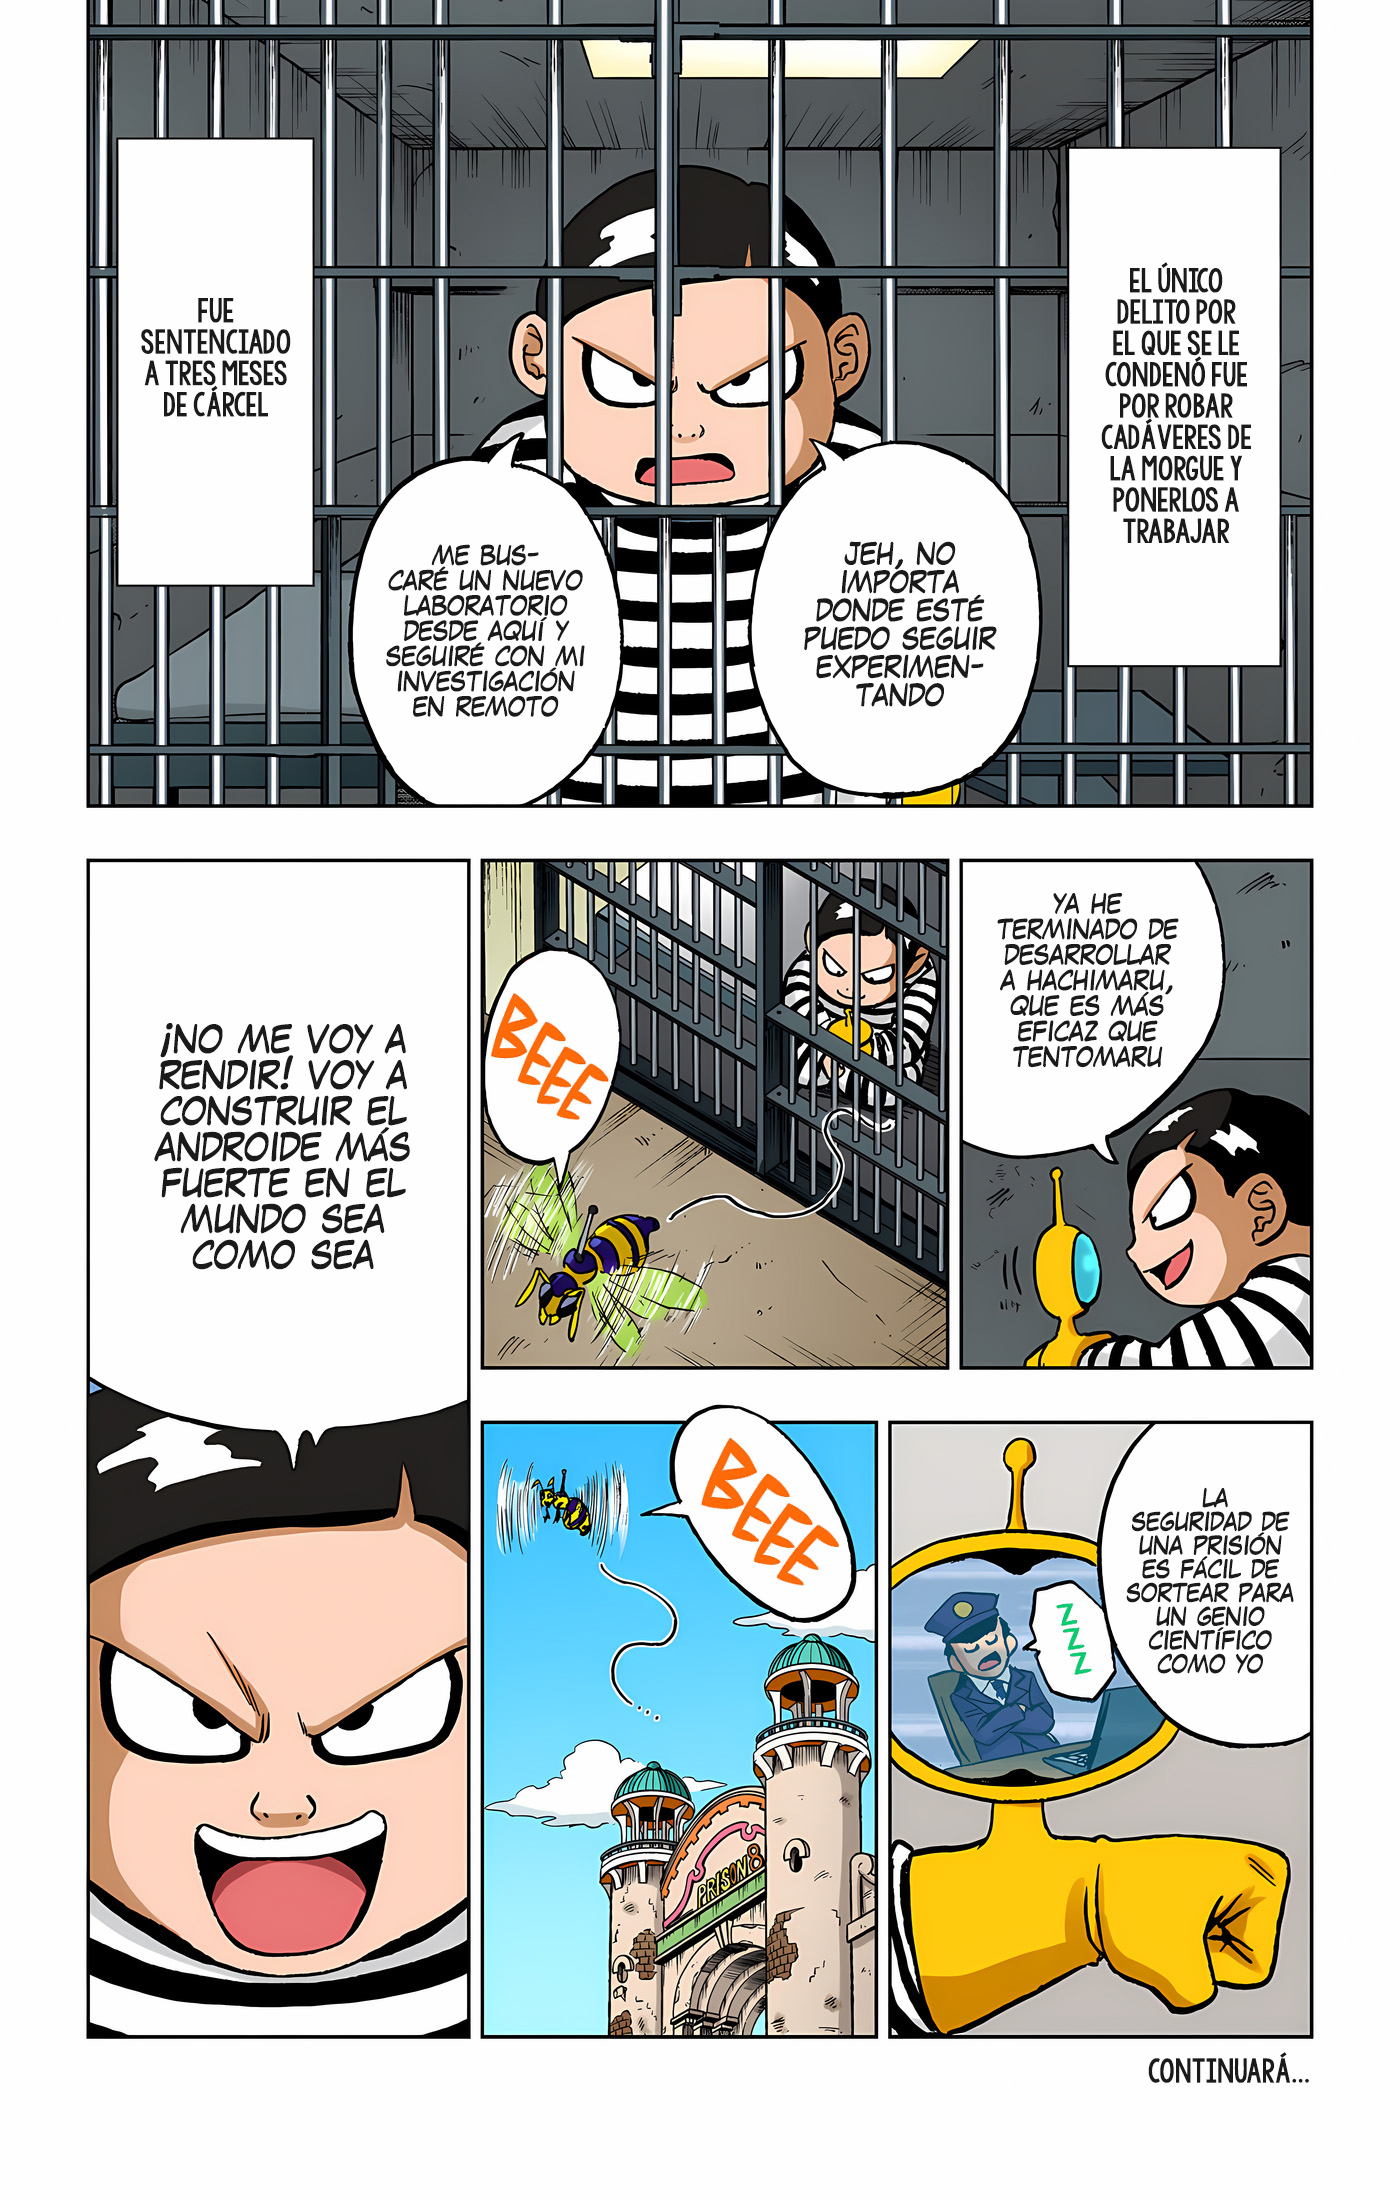 EL ÚNICO
DELITO POR
EL QUE SE LE
CONDENÓ FUE
POR ROBAR
CADÁVERES DE
LA MORGUE Y
PONERLOS A
TRABAJAR
FUE
SENTENCIADO
A TRES MESES
DE CÁRCEL
JEH, NO
IMPORTA
DONDE ESTÉ
PUEDO SEGUIR
EXPERIMEN-
TANDO
ME BUS-
CARÉ UN NUEVO
LABORATORIO
DESDE AQUÍ Y
SEGUIRÉ CON MI
INVESTIGACIÓN
EN REMOTO
YA HE
TERMINADO DE
DESARROLLAR
A HACHIMARU,
QUE ES MÁS
EFICAZ QUE
TENTOMARU
BEEE
LA
SEGURIDAD DE
UNA PRISIÓN
ES FÁCIL DE
SORTEAR PARA
UN GENIO
CIENTÍFICO
COMO YO
Z
Z
Z
BEEE
PRISON 8
¡NO ME VOY A
RENDIR! VOY A
CONSTRUIR EL
ANDROIDE MÁS
FUERTE EN EL
MUNDO SEA
COMO SEA
CONTINUARÁ...